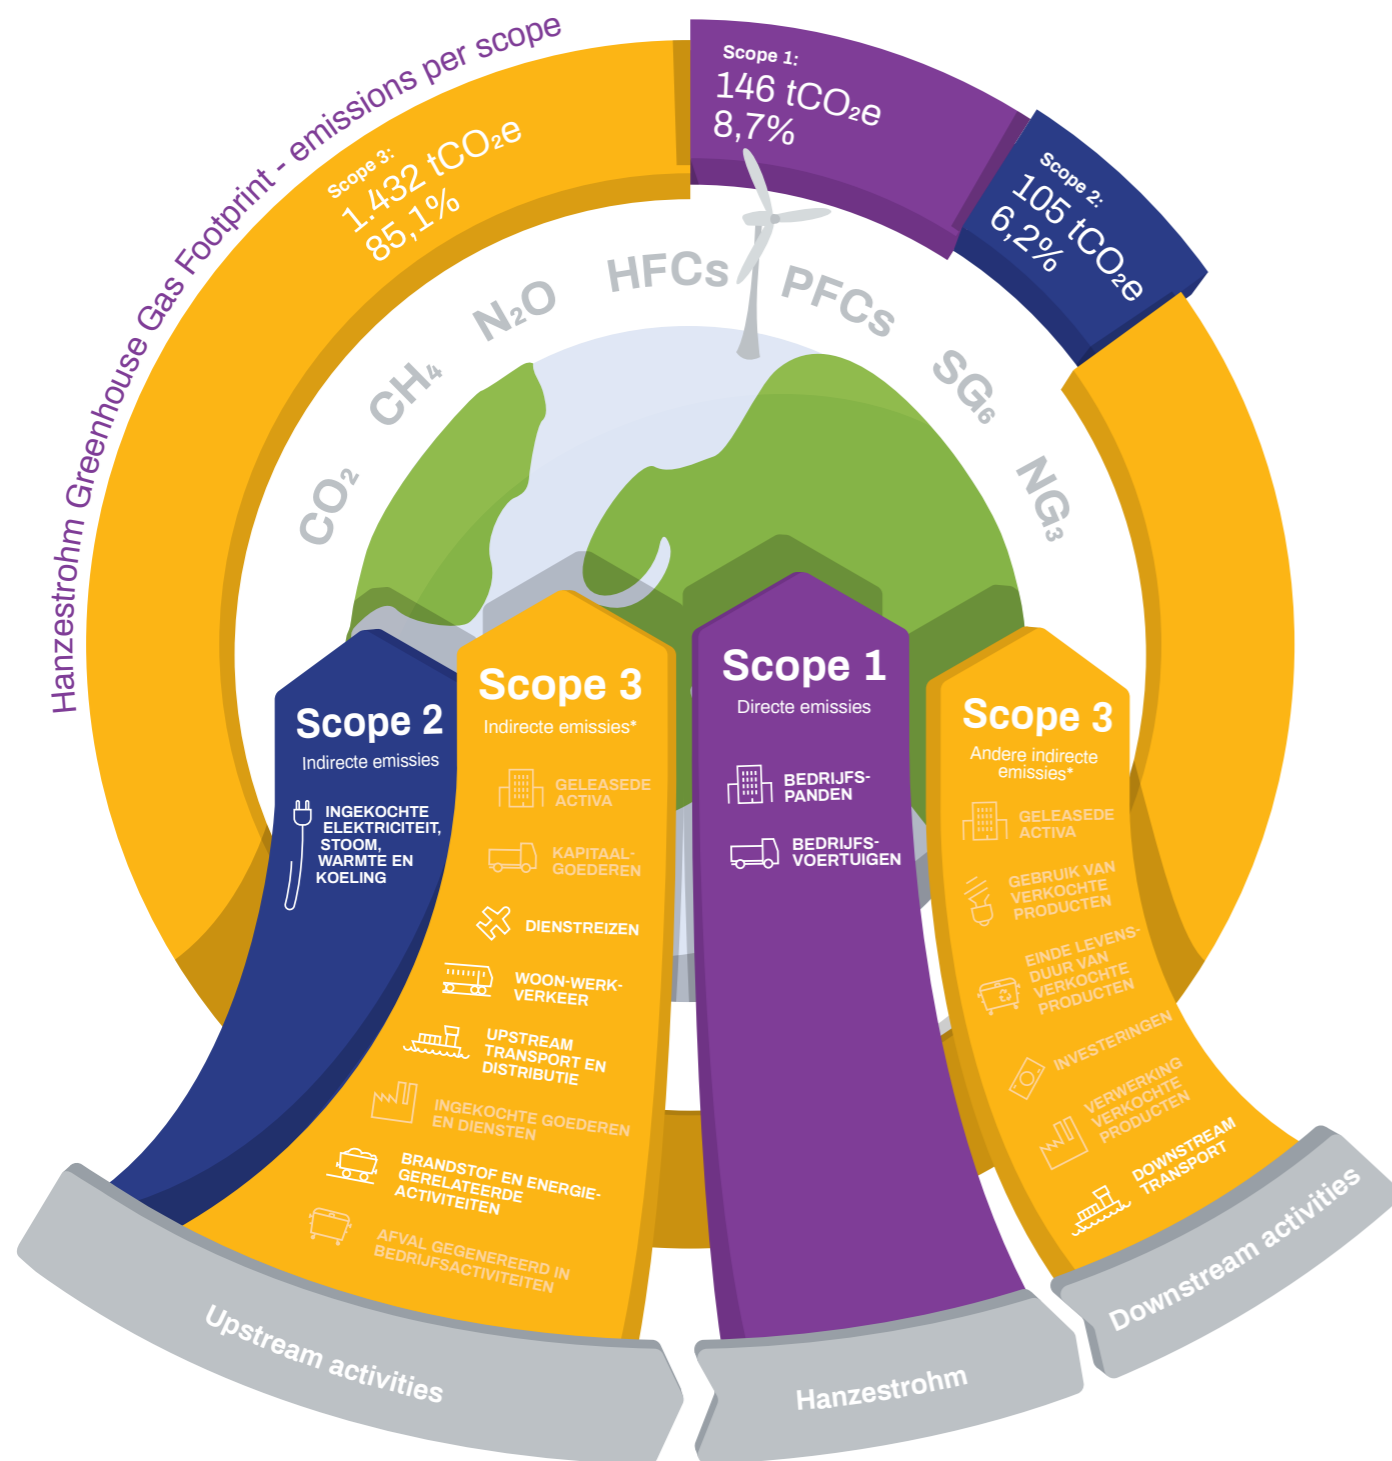 Hanzestrohm Greenhouse Gas Footprint - emissions per scope
Scope 3:
1.432 tCO₂e
85,1%
Scope 1:
146 tCO₂e
8,7%
Scope 2:
105 tCO₂e
6,2%
CO₂
CH₄
N₂O
HFCs
PFCs
SG₆
NG₃
Scope 2
Indirecte emissies
INGEKOCHTE
ELEKTRICITEIT,
STOOM,
WARMTE EN
KOELING
Scope 3
Indirecte emissies*
GELEASEDE
ACTIVA
KAPITAAL-
GOEDEREN
DIENSTREIZEN
WOON-WERK-
VERKEER
UPSTREAM
TRANSPORT EN
DISTRIBUTIE
INGEKOCHTE GOEDEREN
EN DIENSTEN
BRANDSTOF EN ENERGIE-
GERELATEERDE
ACTIVITEITEN
AFVAL GEGENEREERD IN
BEDRIJFSACTIVITEITEN
Scope 1
Directe emissies
BEDRIJFS-
PANDEN
BEDRIJFS-
VOERTUIGEN
Scope 3
Andere indirecte
emissies*
GELEASEDE
ACTIVA
GEBRUIK VAN
VERKOCHTE
PRODUCTEN
EINDE LEVENS-
DUUR VAN
VERKOCHTE
PRODUCTEN
INVESTERINGEN
VERWERKING
VERKOCHTE
PRODUCTEN
DOWNSTREAM
TRANSPORT
Upstream activities
Hanzestrohm
Downstream activities